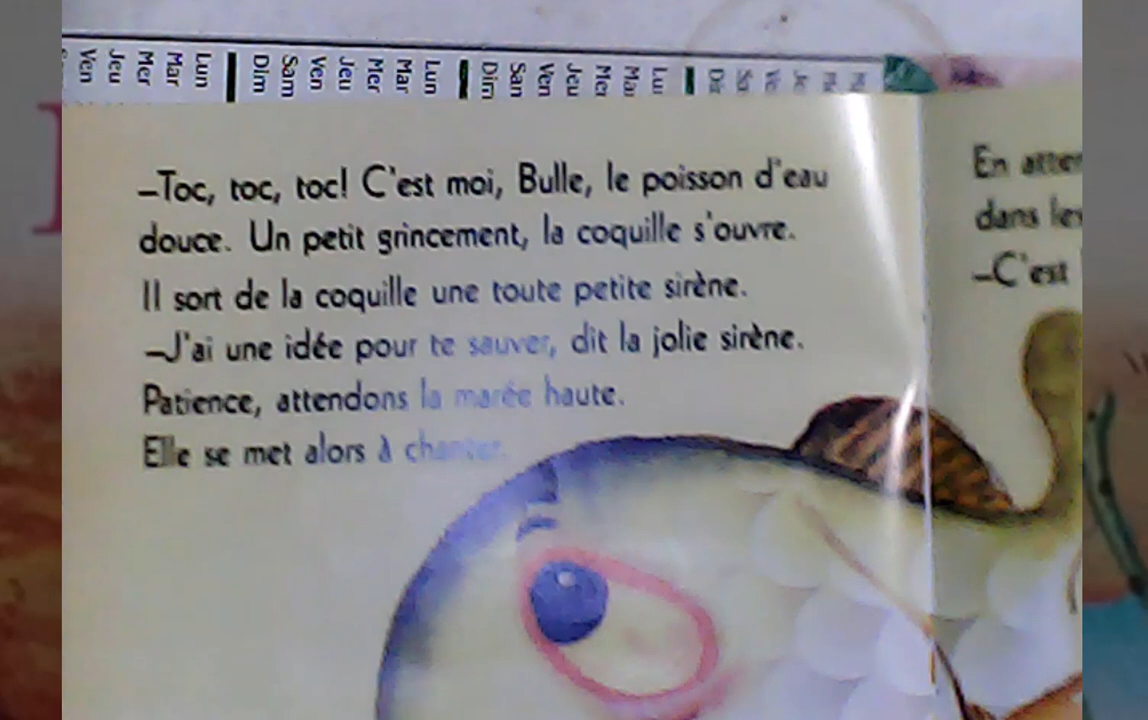 Ven Jeu Mer Mar Lun Dim Sam Ven Jeu Mer Mar Lun Dim San Ven Jeu Mer Mar Lu
–Toc, toc, toc! C'est moi, Bulle, le poisson d'eau
douce. Un petit grincement, la coquille s'ouvre.
Il sort de la coquille une toute petite sirène.
–J'ai une idée pour te sauver, dit la jolie sirène.
Patience, attendons la marée haute.
Elle se met alors à chanter.
En atten
dans les
–C'est